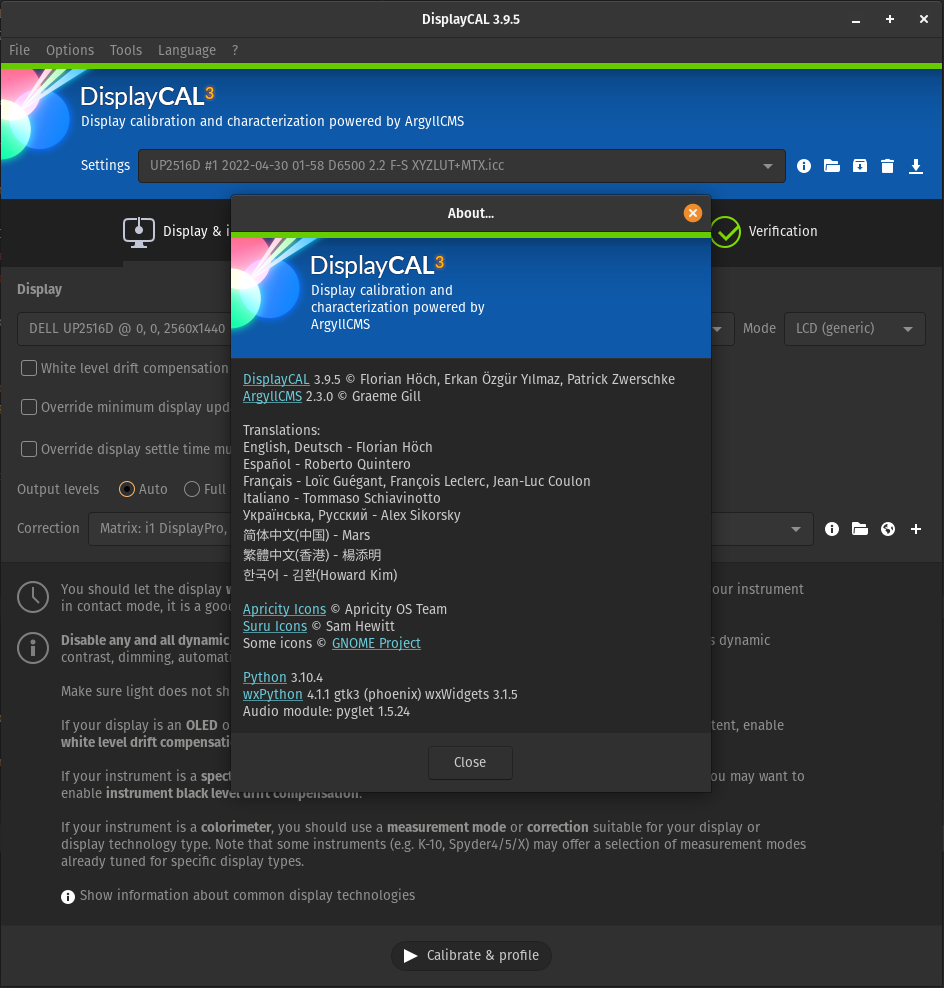 DisplayCAL 3.9.5
File Options Tools Language ?
DisplayCAL3
Display calibration and characterization powered by ArgyllCMS
Settings UP2516D #1 2022-04-30 01-58 D6500 2.2 F-S XYZLUT+MTX.icc
Display & i
Verification
Display
DELL UP2516D @ 0, 0, 2560x1440
Mode LCD (generic)
White level drift compensation
Override minimum display upd
Override display settle time mu
Output levels Auto Full
Correction Matrix: i1 DisplayPro,
About...
DisplayCAL3
Display calibration and
characterization powered by
ArgyllCMS
DisplayCAL 3.9.5 © Florian Höch, Erkan Özgür Yılmaz, Patrick Zwerschke
ArgyllCMS 2.3.0 © Graeme Gill
Translations:
English, Deutsch - Florian Höch
Español - Roberto Quintero
Français - Loïc Guégant, François Leclerc, Jean-Luc Coulon
Italiano - Tommaso Schiavinotto
Українська, Русский - Alex Sikorsky
简体中文(中国) - Mars
繁體中文(香港) - 楊添明
한국어 - 김환(Howard Kim)
Apricity Icons © Apricity OS Team
Suru Icons © Sam Hewitt
Some icons © GNOME Project
Python 3.10.4
wxPython 4.1.1 gtk3 (phoenix) wxWidgets 3.1.5
Audio module: pyglet 1.5.24
Close
You should let the display w our instrument
in contact mode, it is a goo
Disable any and all dynamic s dynamic
contrast, dimming, automati
Make sure light does not sh
If your display is an OLED o tent, enable
white level drift compensati
If your instrument is a spect ou may want to
enable instrument black level drift compensation.
If your instrument is a colorimeter, you should use a measurement mode or correction suitable for your display or
display technology type. Note that some instruments (e.g. K-10, Spyder4/5/X) may offer a selection of measurement modes
already tuned for specific display types.
Show information about common display technologies
Calibrate & profile